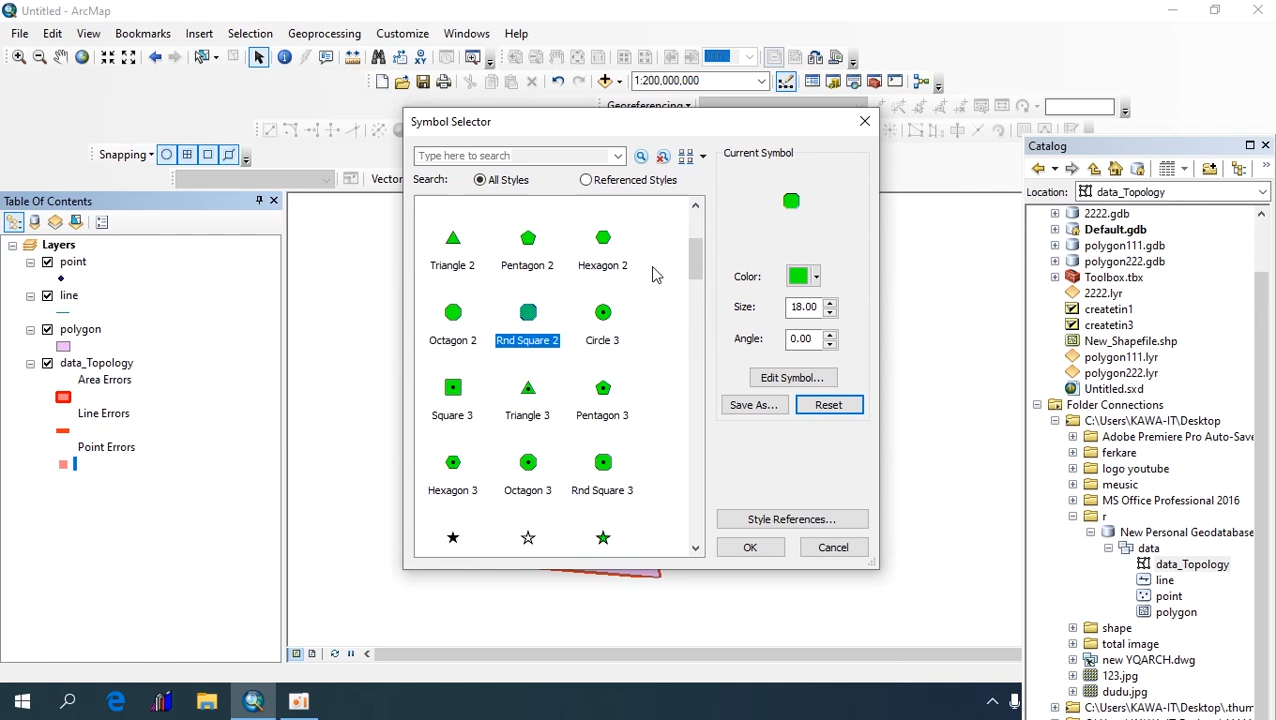 Untitled - ArcMap
File Edit View Bookmarks Insert Selection Geoprocessing Customize Windows Help
1:200,000,000
Georeferencing
Snapping
Table Of Contents
Layers
point
line
polygon
data_Topology
Area Errors
Line Errors
Point Errors
Symbol Selector
Type here to search
Search: All Styles Referenced Styles
Triangle 2 Pentagon 2 Hexagon 2
Octagon 2 Rnd Square 2 Circle 3
Square 3 Triangle 3 Pentagon 3
Hexagon 3 Octagon 3 Rnd Square 3
Current Symbol
Color:
Size: 18.00
Angle: 0.00
Edit Symbol...
Save As... Reset
Style References...
OK Cancel
Catalog
Location: data_Topology
2222.gdb
Default.gdb
polygon111.gdb
polygon222.gdb
Toolbox.tbx
2222.lyr
createtin1
createtin3
New_Shapefile.shp
polygon111.lyr
polygon222.lyr
Untitled.sxd
Folder Connections
C:\Users\KAWA-IT\Desktop
Adobe Premiere Pro Auto-Save
ferkare
logo youtube
meusic
MS Office Professional 2016
r
New Personal Geodatabase
data
data_Topology
line
point
polygon
shape
total image
new YQARCH.dwg
123.jpg
dudu.jpg
C:\Users\KAWA-IT\Desktop\.thum